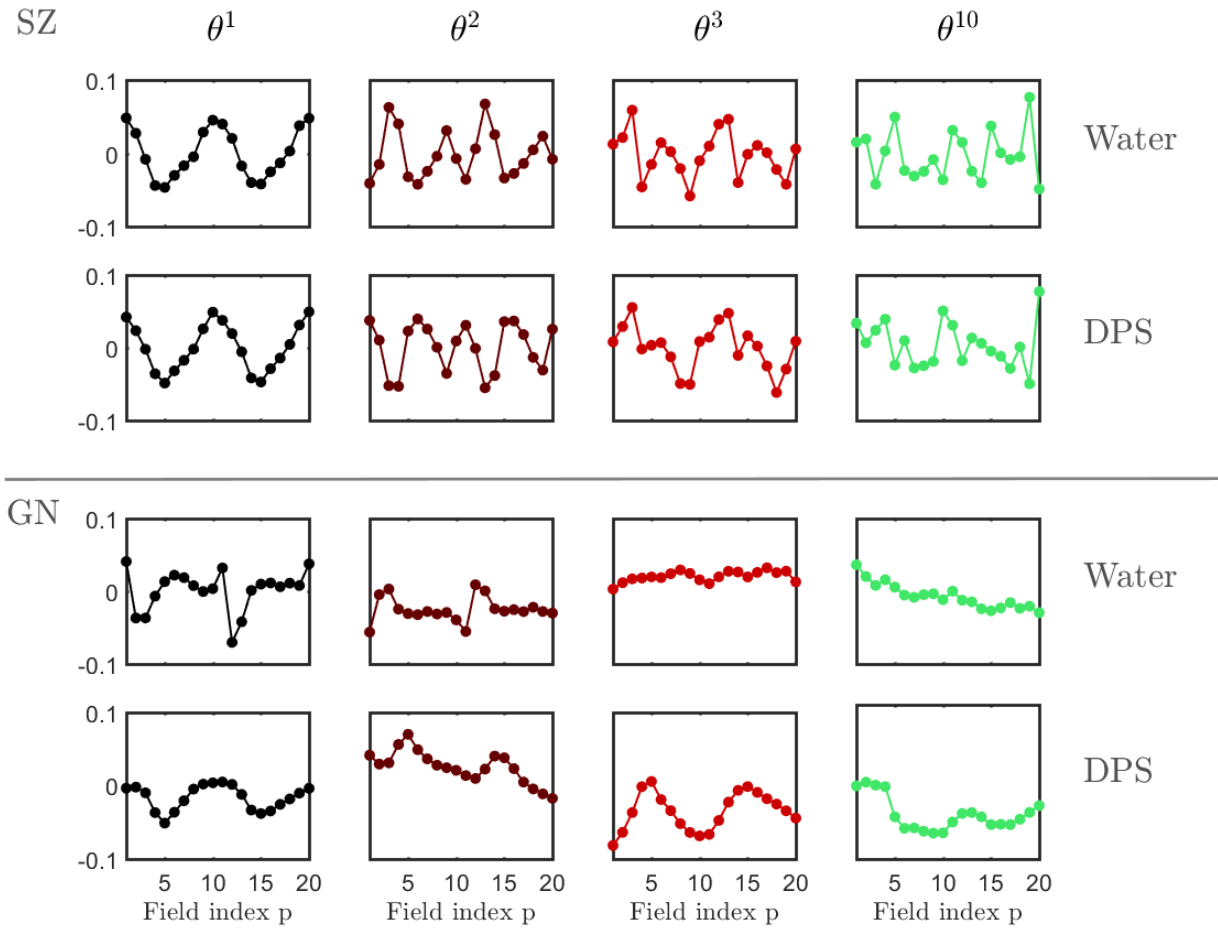 SZ θ¹ θ² θ³ θ¹⁰
0.1
0 Water
-0.1
0.1
0 DPS
-0.1
GN
0.1
0 Water
-0.1
0.1
0 DPS
-0.1
5 10 15 20 5 10 15 20 5 10 15 20 5 10 15 20
Field index p Field index p Field index p Field index p